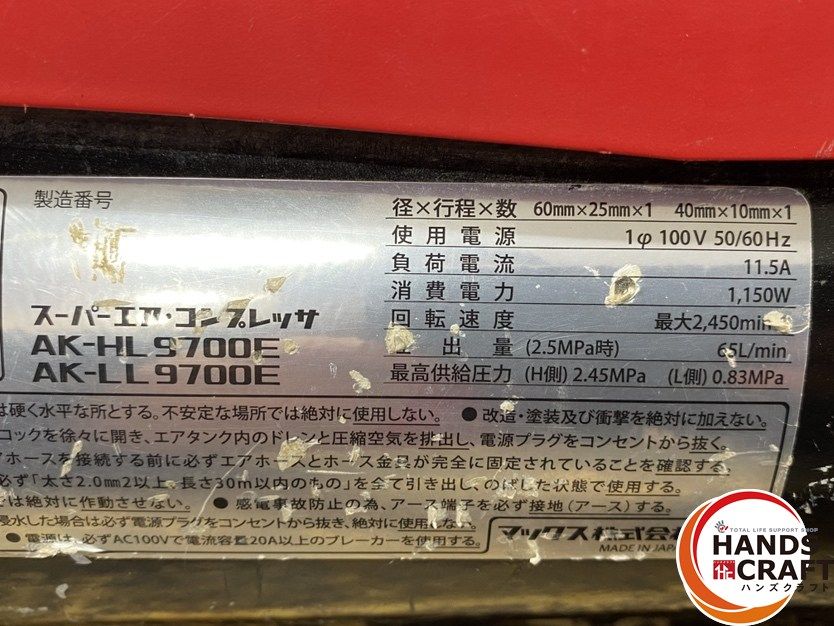 製造番号
スーパーエア・コンプレッサ
AK-HL9700E
AK-LL9700E
径×行程×数 60mm×25mm×1 40mm×10mm×1
使用電源 1φ 100V 50/60Hz
負荷電流 11.5A
消費電力 1,150W
回転速度 最大2,450min
出量 (2.5MPa時) 65L/min
最高供給圧力 (H側) 2.45MPa (L側) 0.83MPa
は硬く水平な所とする。不安定な場所では絶対に使用しない。 ● 改造・塗装及び衝撃を絶対に加えない。
コックを徐々に開き、エアタンク内のドレンと圧縮空気を排出し、電源プラグをコンセントから抜く。
アホースを接続する前に必ずエアホースとホース金具が完全に固定されていることを確認する。
必ず「太さ2.0mm2以上、長さ30m以内のもの」を全て引き出し、のばした状態で使用する。
では絶対に作動させない。 ● 感電事故防止の為、アース端子を必ず接地(アース)する。
浸水した場合は必ず電源プラグをコンセントから抜き、絶対に使用しない。
● 電源は、必ずAC100Vで電流容量20A以上のブレーカーを使用する。
マックス株式会
MADE IN JAP
TOTAL LIFE SUPPORT SHOP
HANDS
CRAFT
ハンズクラフト